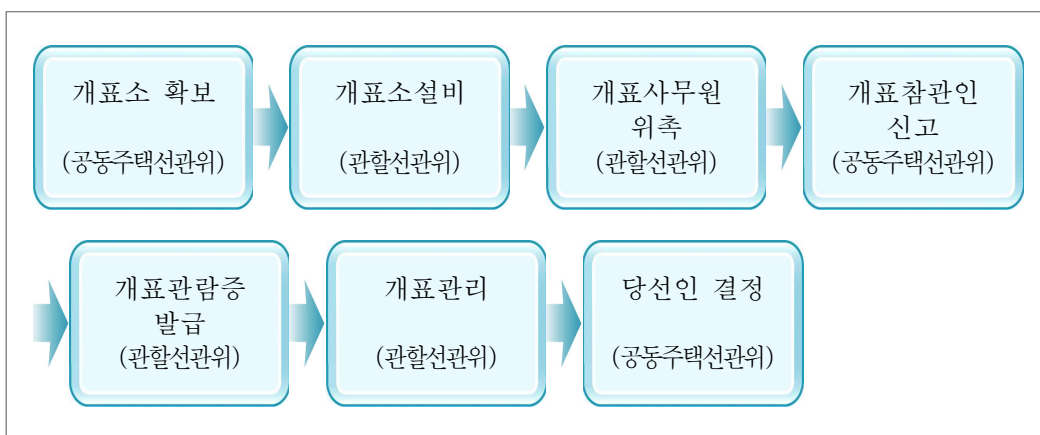 개표소 확보
(공동주택선관위)
개표소설비
(관할선관위)
개표사무원
위촉
(관할선관위)
개표참관인
신고
(공동주택선관위)
개표관람증
발급
(관할선관위)
개표관리
(관할선관위)
당선인 결정
(공동주택선관위)